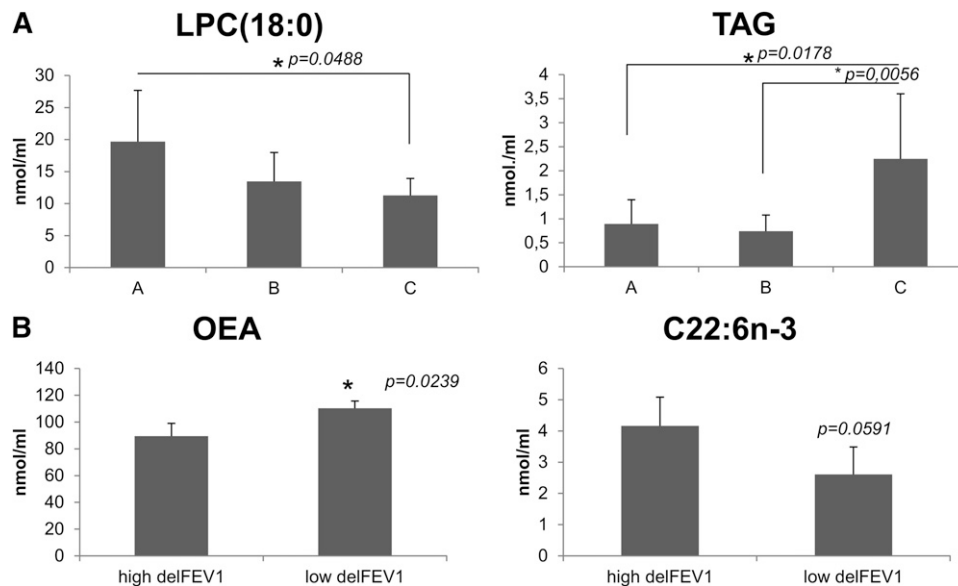 A
LPC(18:0)
* p=0.0488
30
25
20
15
10
5
0
nmol/ml
A B C
TAG
* p=0.0178
* p=0,0056
4
3,5
3
2,5
2
1,5
1
0,5
0
nmol./ml
A B C
B
OEA
* p=0.0239
140
120
100
80
60
40
20
0
nmol/ml
high delFEV1 low delFEV1
C22:6n-3
p=0.0591
6
5
4
3
2
1
0
nmol/ml
high delFEV1 low delFEV1